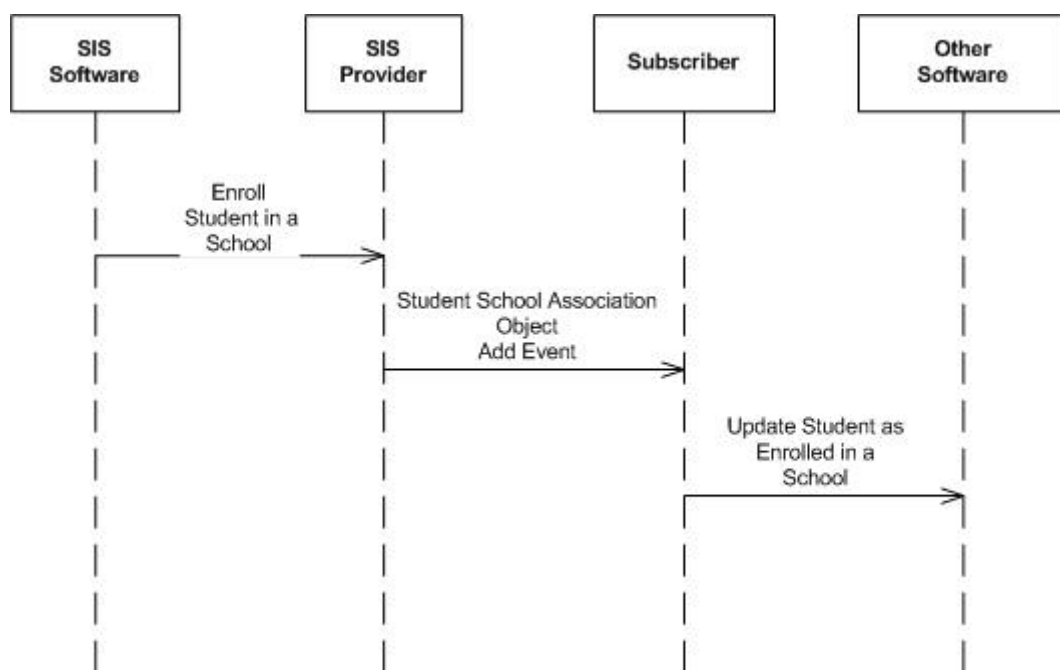 SIS
Software
SIS
Provider
Subscriber
Other
Software
Enroll
Student in a
School
Student School Association
Object
Add Event
Update Student as
Enrolled in a
School